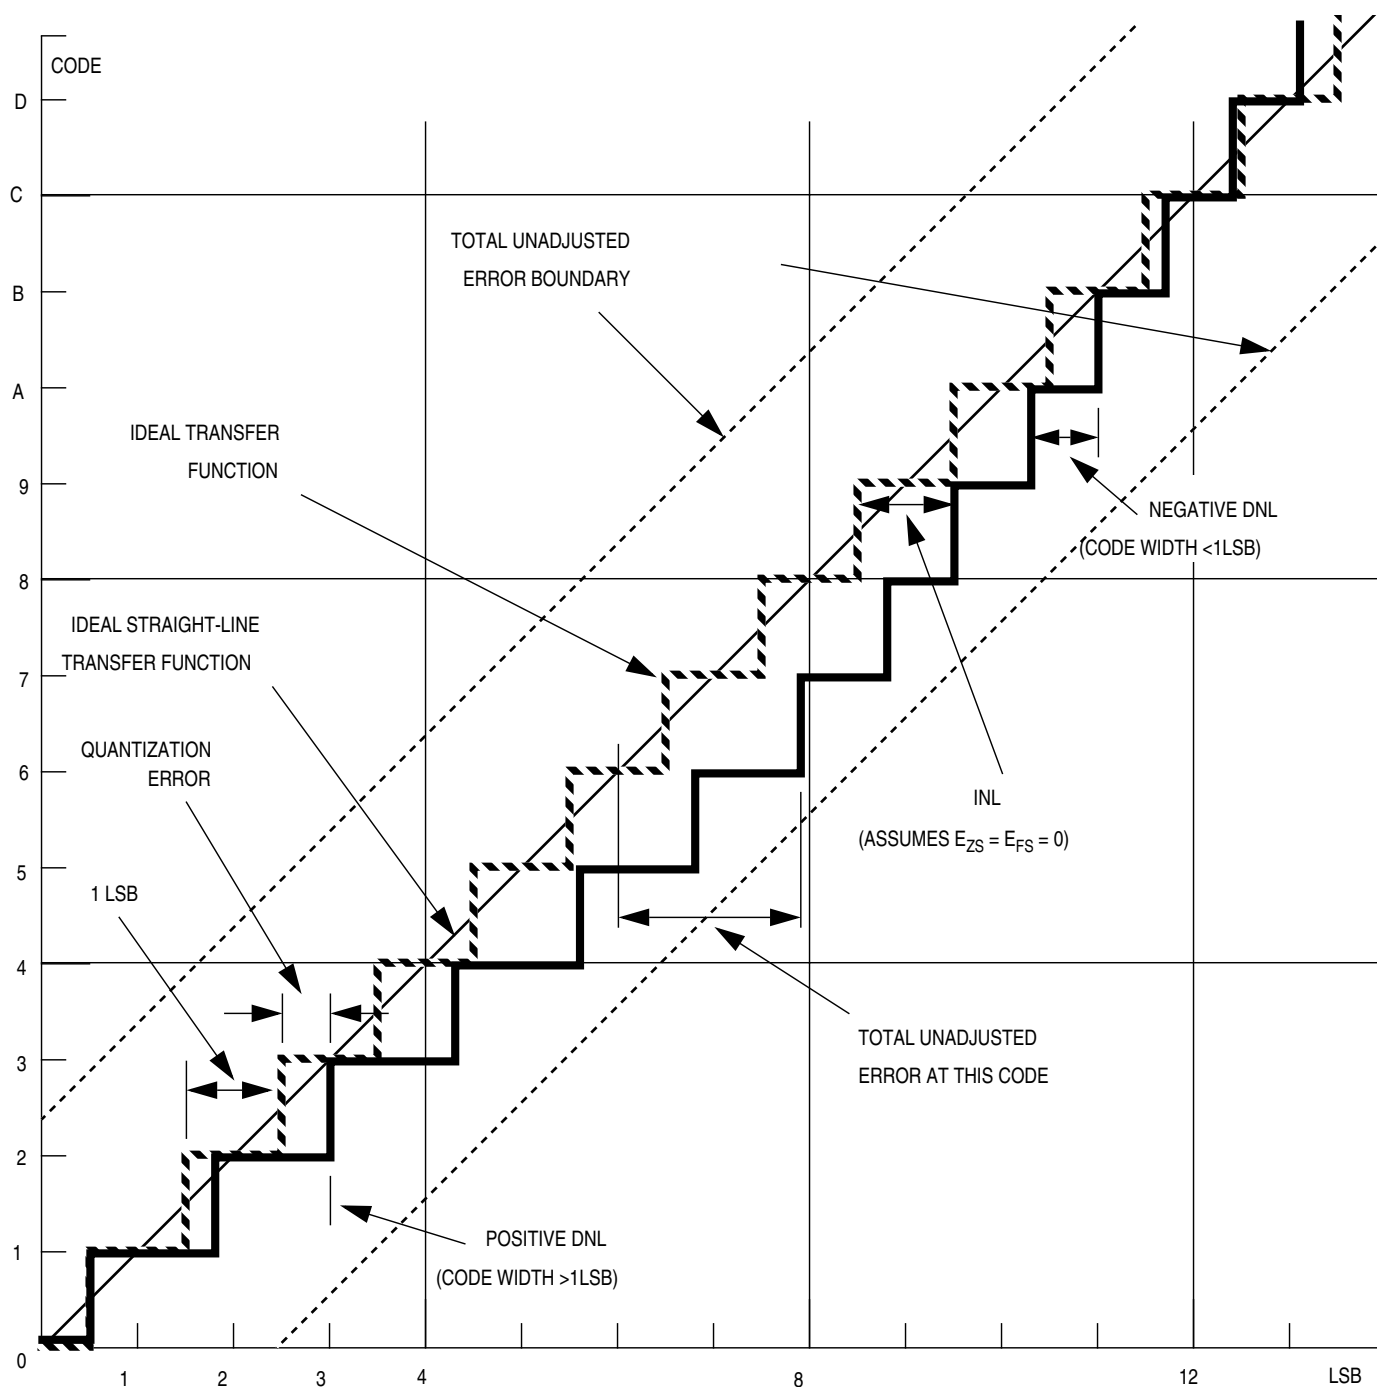 CODE
D
C
TOTAL UNADJUSTED
ERROR BOUNDARY
B
A
IDEAL TRANSFER
FUNCTION
9
NEGATIVE DNL
(CODE WIDTH <1LSB)
8
IDEAL STRAIGHT-LINE
TRANSFER FUNCTION
7
QUANTIZATION
ERROR
6
INL
(ASSUMES EZS = EFS = 0)
5
1 LSB
4
TOTAL UNADJUSTED
ERROR AT THIS CODE
3
2
POSITIVE DNL
(CODE WIDTH >1LSB)
1
0
1 2 3 4 8 12 LSB